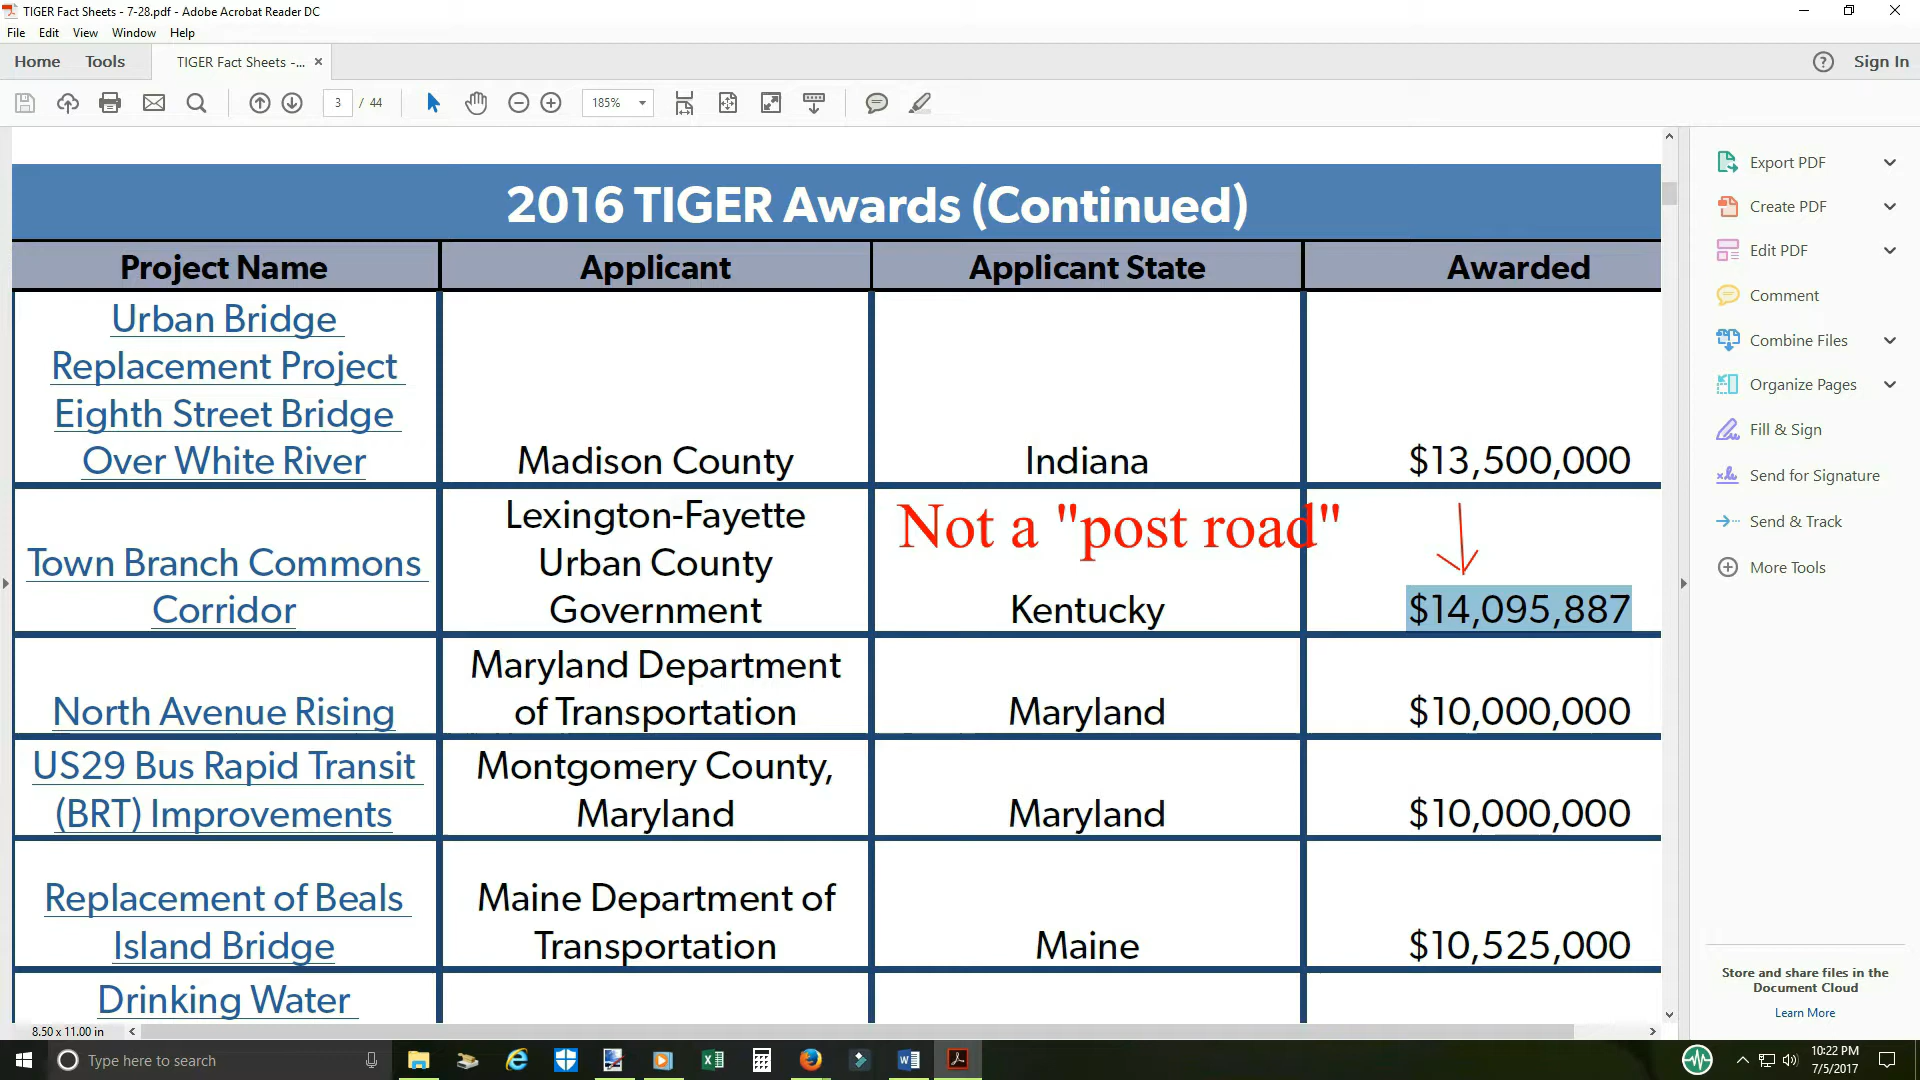 TIGER Fact Sheets - 7-28.pdf - Adobe Acrobat Reader DC
File Edit View Window Help
Home Tools TIGER Fact Sheets -... × Sign In
3 / 44 185%
2016 TIGER Awards (Continued)
Project Name Applicant Applicant State Awarded
Urban Bridge
Replacement Project
Eighth Street Bridge
Over White River Madison County Indiana $13,500,000
Lexington-Fayette
Not a "post road"
Town Branch Commons Urban County
Corridor Government Kentucky $14,095,887
Maryland Department
North Avenue Rising of Transportation Maryland $10,000,000
US29 Bus Rapid Transit Montgomery County,
(BRT) Improvements Maryland Maryland $10,000,000
Replacement of Beals Maine Department of
Island Bridge Transportation Maine $10,525,000
Drinking Water
8.50 x 11.00 in
Export PDF
Create PDF
Edit PDF
Comment
Combine Files
Organize Pages
Fill & Sign
Send for Signature
Send & Track
More Tools
Store and share files in the
Document Cloud
Learn More
Type here to search
10:22 PM
7/5/2017